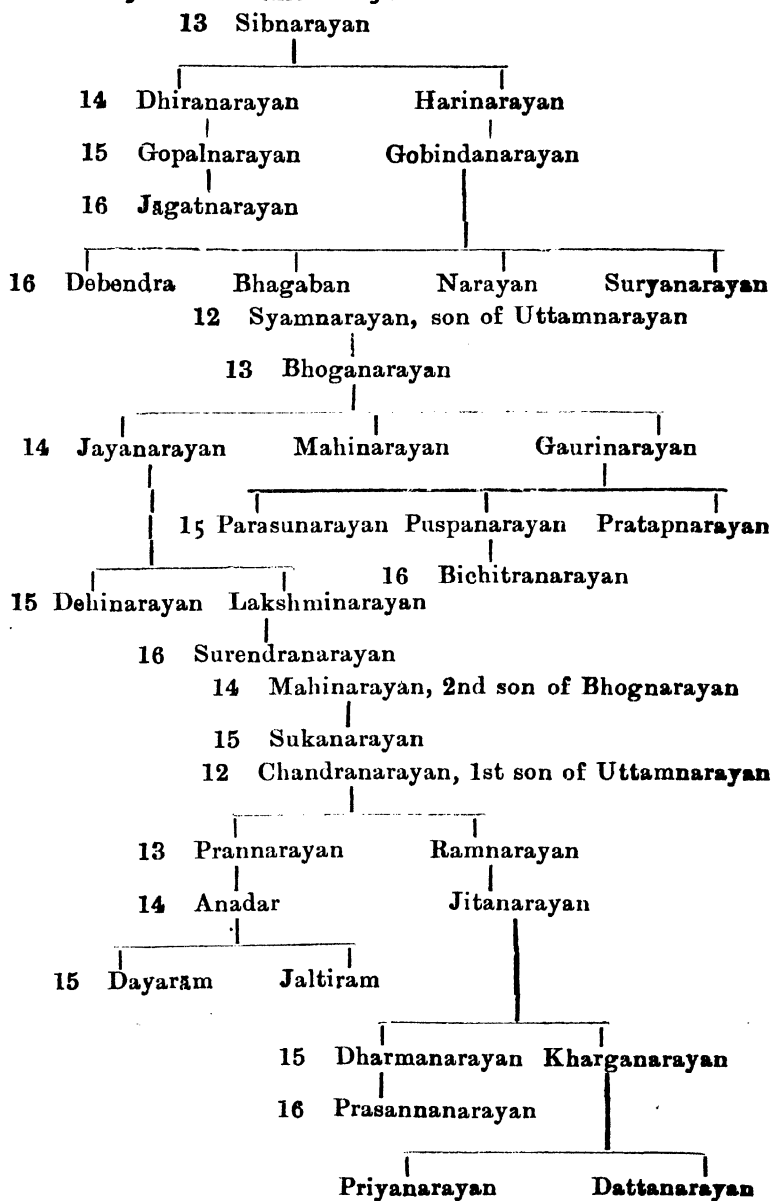 13 Sibnarayan
14 Dhiranarayan Harinarayan
15 Gopalnarayan Gobindanarayan
16 Jagatnarayan
16 Debendra Bhagaban Narayan Suryanarayan
12 Syamnarayan, son of Uttamnarayan
13 Bhoganarayan
14 Jayanarayan Mahinarayan Gaurinarayan
15 Parasunarayan Puspanarayan Pratapnarayan
16 Bichitranarayan
15 Dehinarayan Lakshminarayan
16 Surendranarayan
14 Mahinarayan, 2nd son of Bhognarayan
15 Sukanarayan
12 Chandranarayan, 1st son of Uttamnarayan
13 Prannarayan Ramnarayan
14 Anadar Jitanarayan
15 Dayaram Jaltiram
15 Dharmanarayan Kharganarayan
16 Prasannanarayan
Priyanarayan Dattanarayan